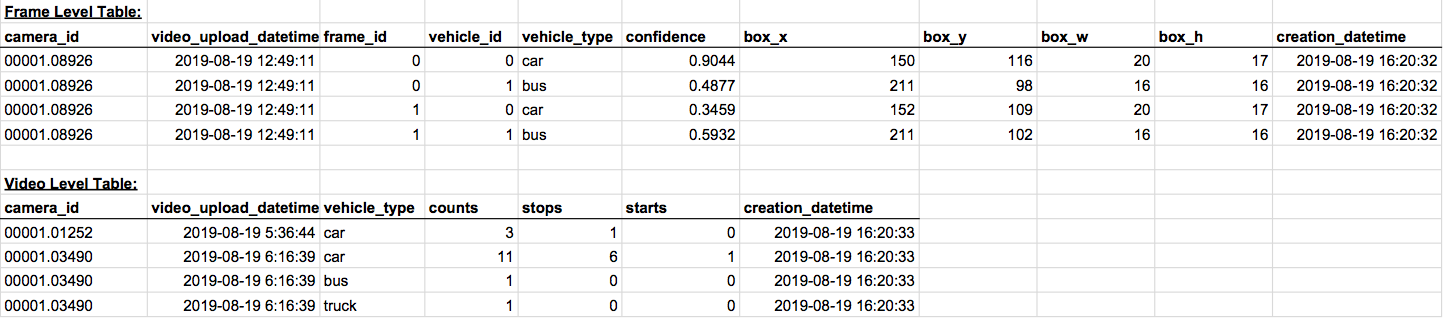 Frame Level Table:
camera_id video_upload_datetime frame_id vehicle_id vehicle_type confidence box_x box_y box_w box_h creation_datetime
00001.08926 2019-08-19 12:49:11 0 0 car 0.9044 150 116 20 17 2019-08-19 16:20:32
00001.08926 2019-08-19 12:49:11 0 1 bus 0.4877 211 98 16 16 2019-08-19 16:20:32
00001.08926 2019-08-19 12:49:11 1 0 car 0.3459 152 109 20 17 2019-08-19 16:20:32
00001.08926 2019-08-19 12:49:11 1 1 bus 0.5932 211 102 16 16 2019-08-19 16:20:32
Video Level Table:
camera_id video_upload_datetime vehicle_type counts stops starts creation_datetime
00001.01252 2019-08-19 5:36:44 car 3 1 0 2019-08-19 16:20:33
00001.03490 2019-08-19 6:16:39 car 11 6 1 2019-08-19 16:20:33
00001.03490 2019-08-19 6:16:39 bus 1 0 0 2019-08-19 16:20:33
00001.03490 2019-08-19 6:16:39 truck 1 0 0 2019-08-19 16:20:33